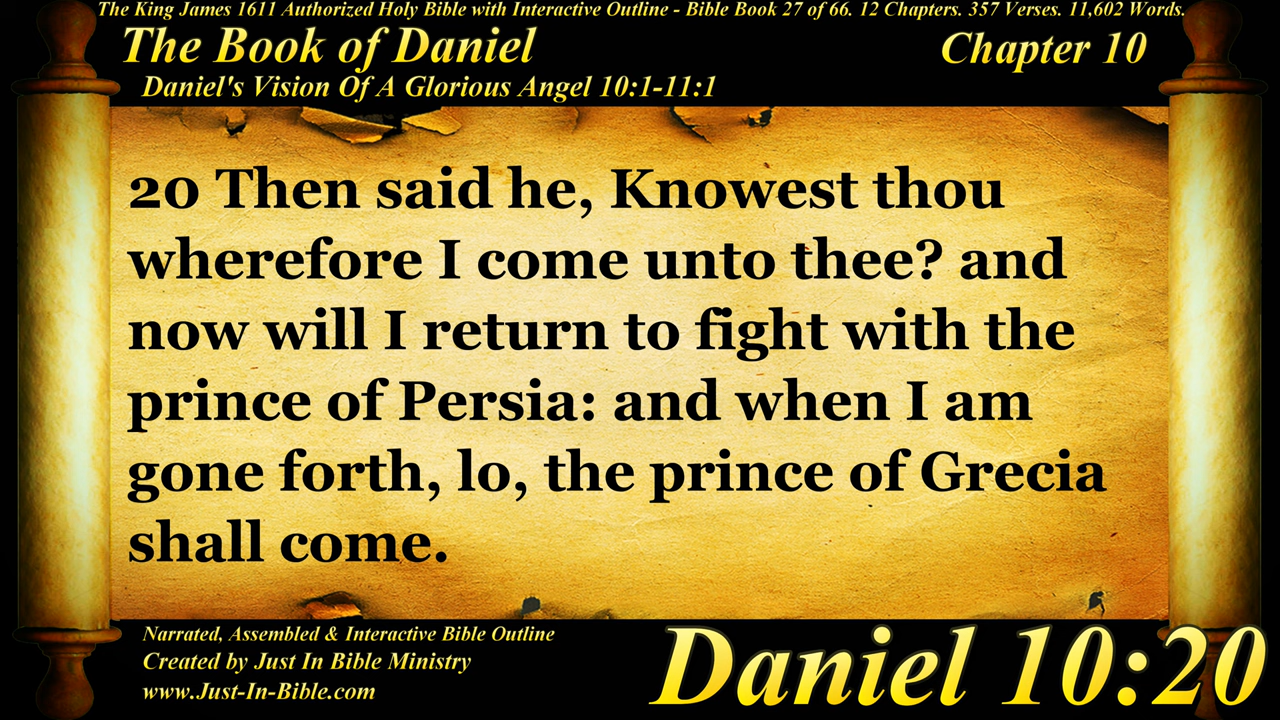 The King James 1611 Authorized Holy Bible with Interactive Outline - Bible Book 27 of 66. 12 Chapters. 357 Verses. 11,602 Words.
The Book of Daniel
Chapter 10
Daniel's Vision Of A Glorious Angel 10:1-11:1
20 Then said he, Knowest thou
wherefore I come unto thee? and
now will I return to fight with the
prince of Persia: and when I am
gone forth, lo, the prince of Grecia
shall come.
Narrated, Assembled & Interactive Bible Outline
Created by Just In Bible Ministry
www.Just-In-Bible.com
Daniel 10:20